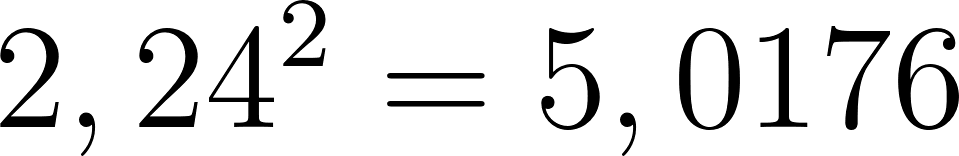 2,24² = 5,0176